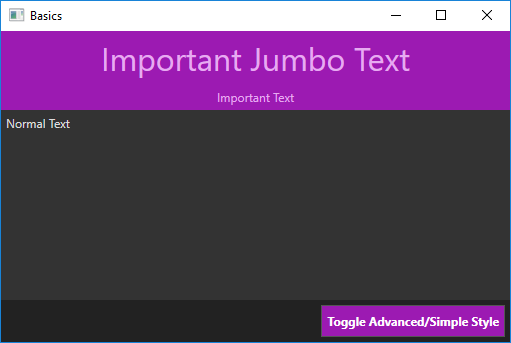 Basics
Important Jumbo Text
Important Text
Normal Text
Toggle Advanced/Simple Style